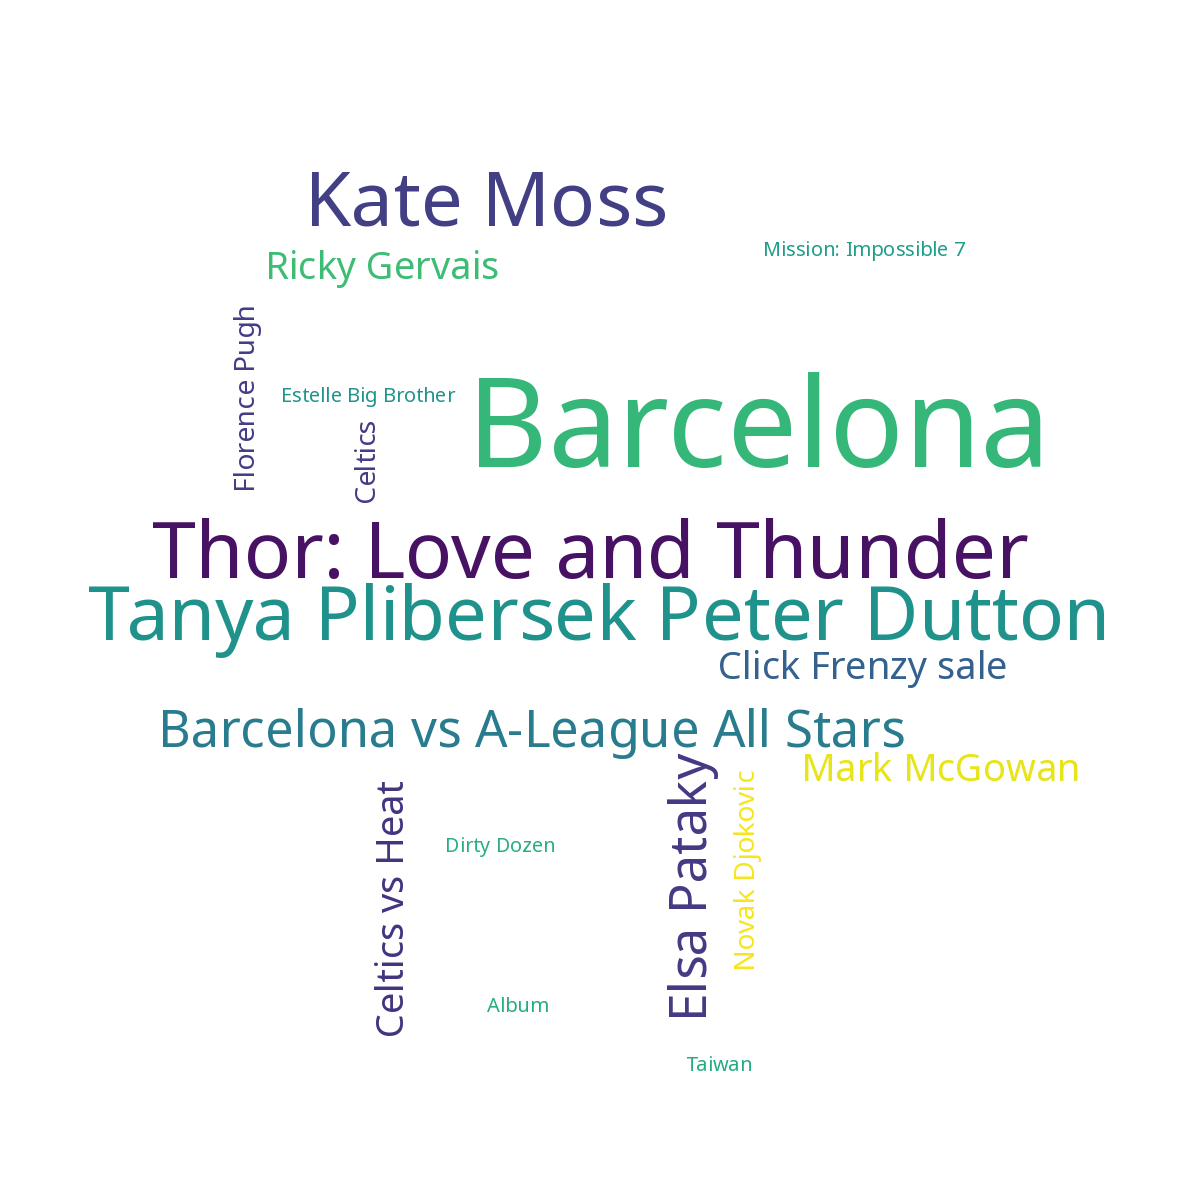 Kate Moss
Mission: Impossible 7
Ricky Gervais
Florence Pugh
Estelle Big Brother
Barcelona
Celtics
Thor: Love and Thunder
Tanya Plibersek Peter Dutton
Click Frenzy sale
Barcelona vs A-League All Stars
Mark McGowan
Elsa Pataky
Novak Djokovic
Celtics vs Heat
Dirty Dozen
Album
Taiwan